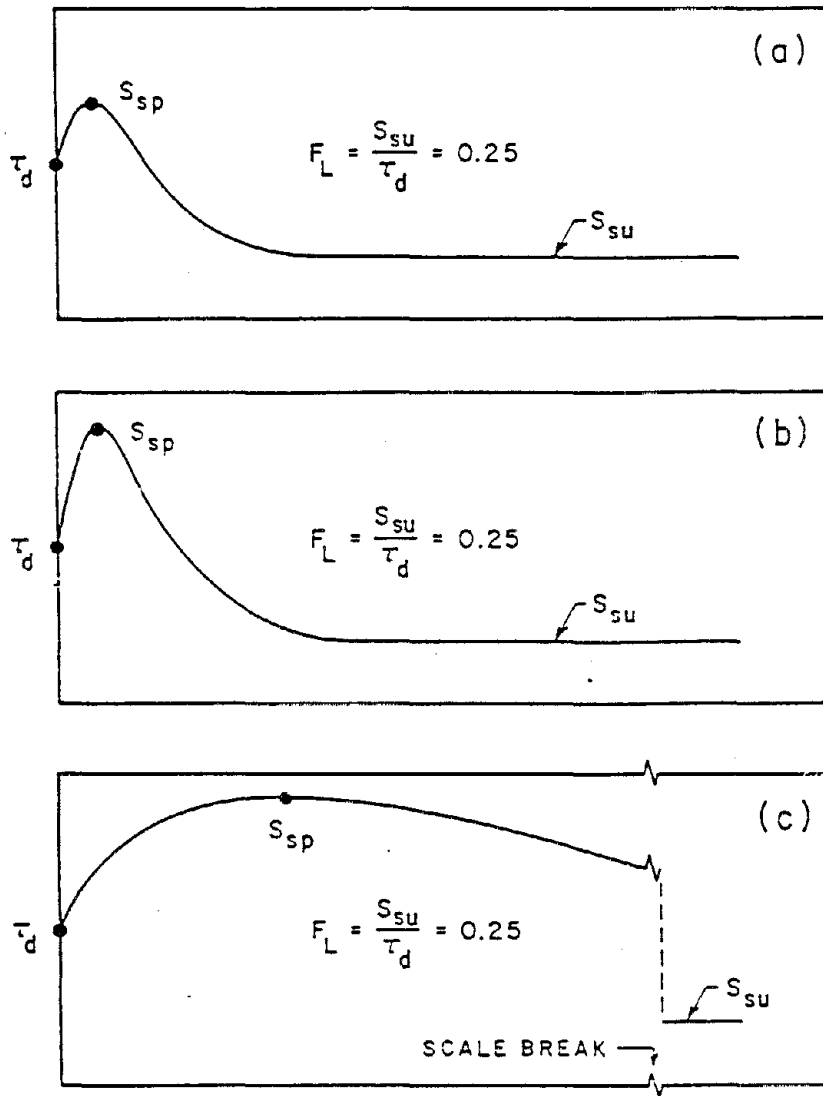 (a)
S_sp
τ_d
F_L = S_su / τ_d = 0.25
S_su
(b)
S_sp
τ_d
F_L = S_su / τ_d = 0.25
S_su
(c)
S_sp
τ_d
F_L = S_su / τ_d = 0.25
S_su
SCALE BREAK